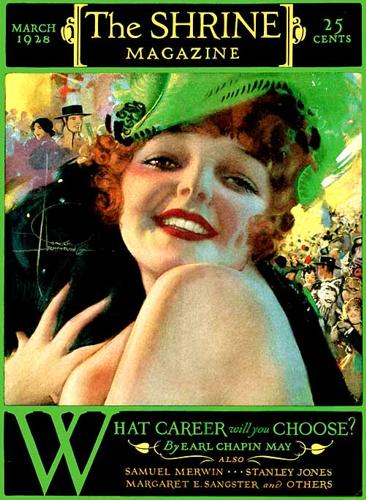 MARCH
1928
The SHRINE
MAGAZINE
25
CENTS
WHAT CAREER will you CHOOSE?
By EARL CHAPIN MAY
ALSO
SAMUEL MERWIN ··· STANLEY JONES
MARGARET E. SANGSTER and OTHERS